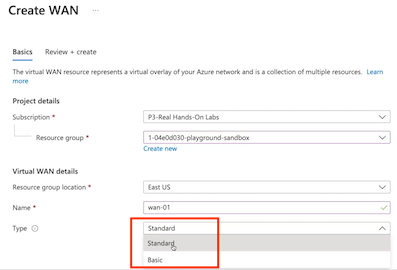 Create WAN ...
Basics Review + create
The virtual WAN resource represents a virtual overlay of your Azure network and is a collection of multiple resources. Learn
more
Project details
Subscription * P3-Real Hands-On Labs
Resource group * 1-04e0d030-playground-sandbox
Create new
Virtual WAN details
Resource group location * East US
Name * wan-01
Type Standard
Standard
Basic